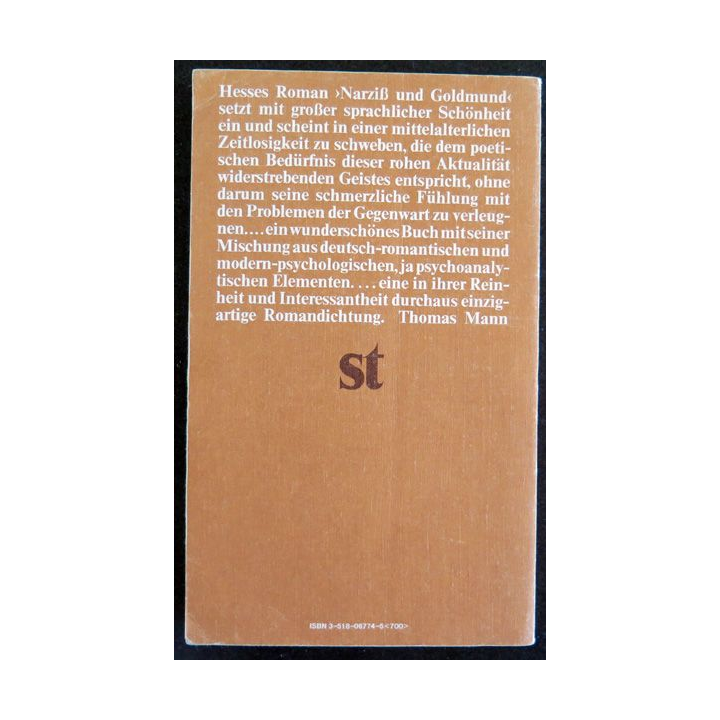 Hesses Roman ›Narziß und Goldmund‹
setzt mit großer sprachlicher Schönheit
ein und scheint in einer mittelalterlichen
Zeitlosigkeit zu schweben, die dem poeti-
schen Bedürfnis dieser rohen Aktualität
widerstrebenden Geistes entspricht, ohne
darum seine schmerzliche Fühlung mit
den Problemen der Gegenwart zu verleug-
nen....ein wunderschönes Buch mit seiner
Mischung aus deutsch-romantischen und
modern-psychologischen, ja psychoanaly-
tischen Elementen....eine in ihrer Rein-
heit und Interessantheit durchaus einzig-
artige Romandichtung. Thomas Mann
st
ISBN 3-518-06774-6<700>